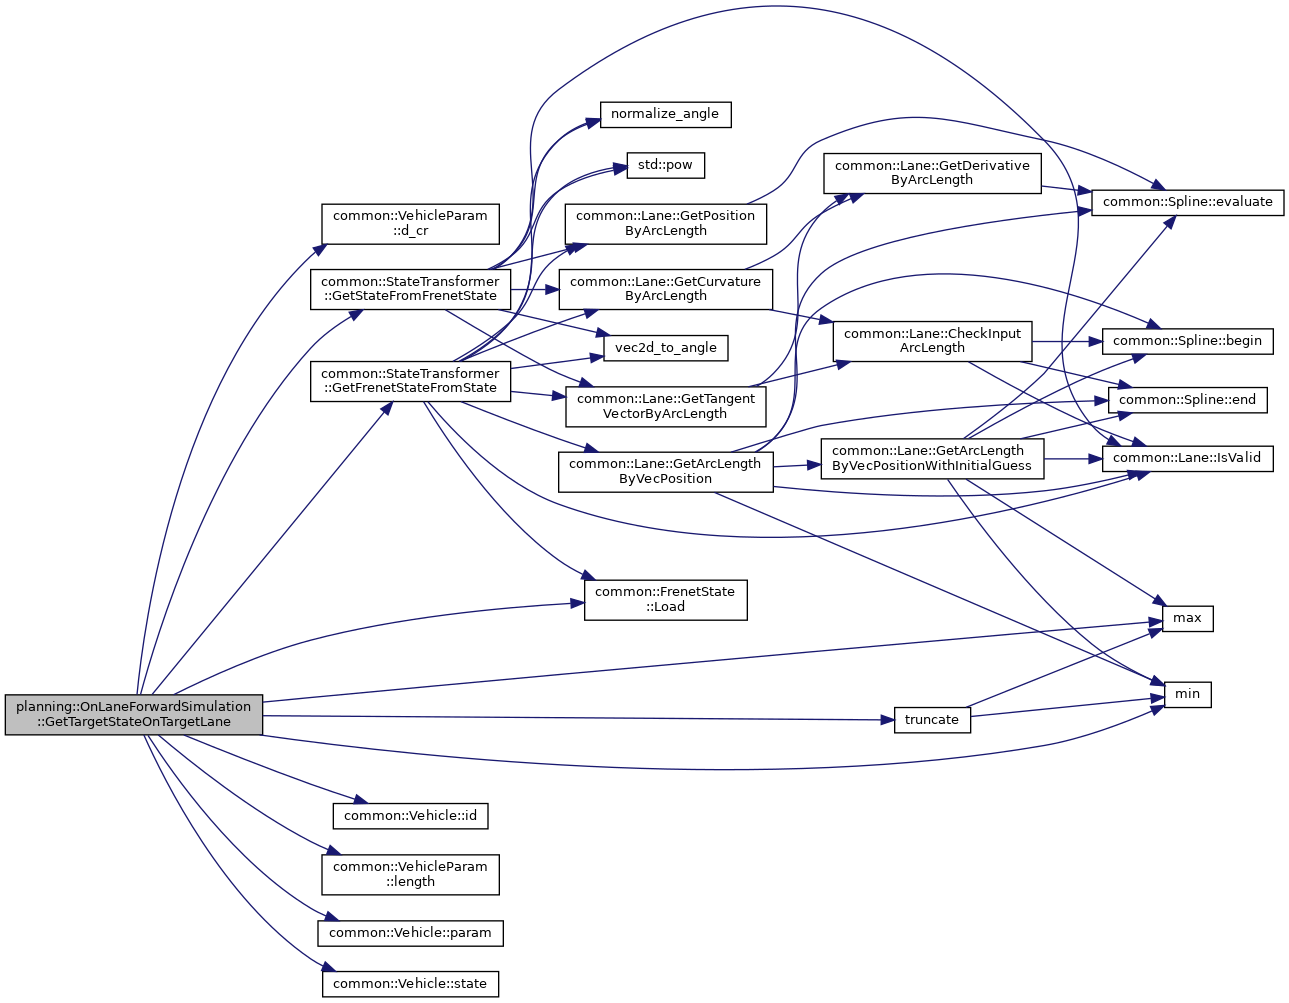 normalize_angle
std::pow
common::Lane::GetDerivative
ByArcLength
common::Spline::evaluate
common::VehicleParam
::d_cr
common::Lane::GetPosition
ByArcLength
common::StateTransformer
::GetStateFromFrenetState
common::Lane::GetCurvature
ByArcLength
common::Lane::CheckInput
ArcLength
common::Spline::begin
vec2d_to_angle
common::StateTransformer
::GetFrenetStateFromState
common::Lane::GetTangent
VectorByArcLength
common::Spline::end
common::Lane::GetArcLength
ByVecPositionWithInitialGuess
common::Lane::IsValid
common::Lane::GetArcLength
ByVecPosition
common::FrenetState
::Load
max
min
planning::OnLaneForwardSimulation
::GetTargetStateOnTargetLane
truncate
common::Vehicle::id
common::VehicleParam
::length
common::Vehicle::param
common::Vehicle::state